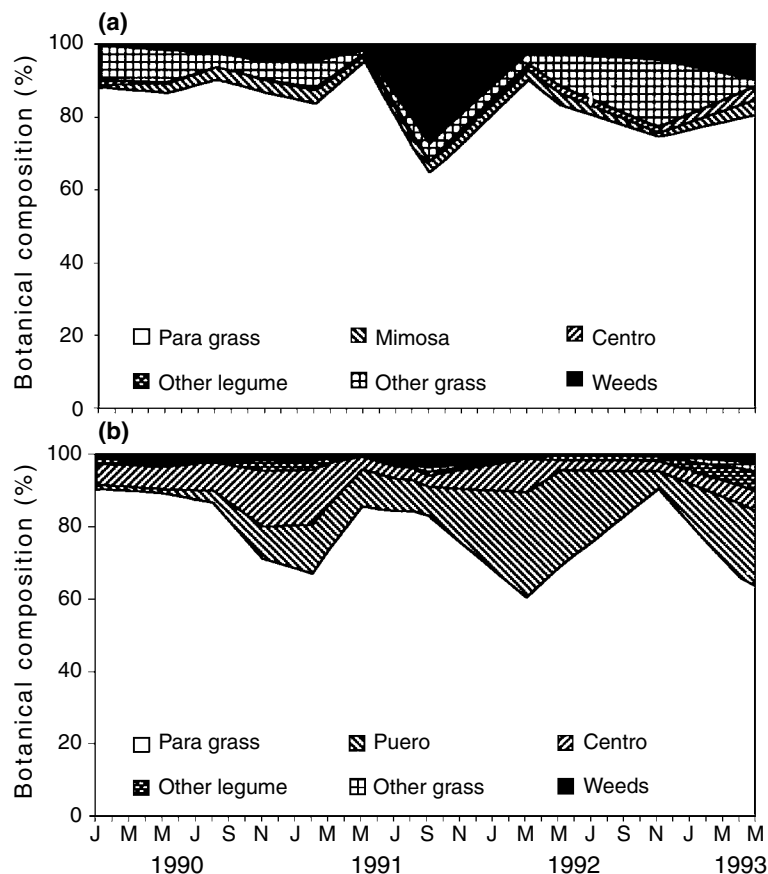 (a)
Botanical composition (%)
100
80
60
40
20
0
Para grass Mimosa Centro
Other legume Other grass Weeds
(b)
Botanical composition (%)
100
80
60
40
20
0
Para grass Puero Centro
Other legume Other grass Weeds
J M M J S N J M M J S N J M M J S N J M M
1990 1991 1992 1993